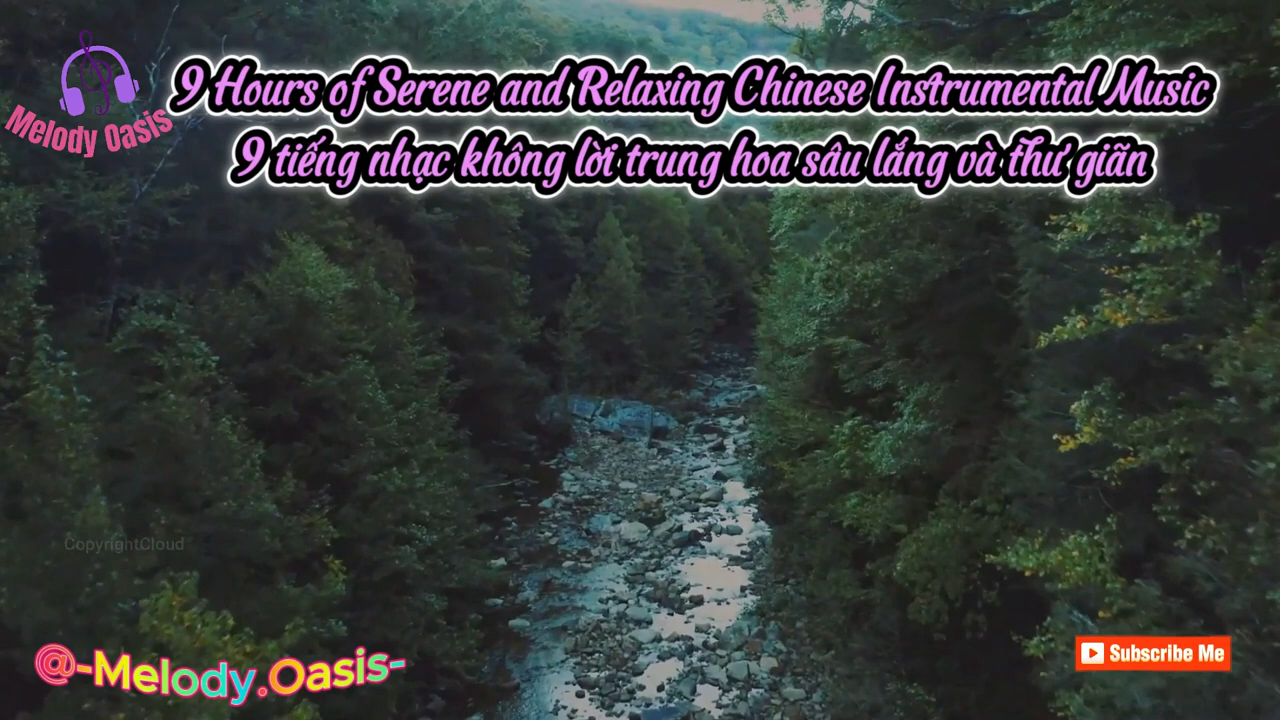 Melody Oasis
9 Hours of Serene and Relaxing Chinese Instrumental Music
9 tiếng nhạc không lời trung hoa sâu lắng và thư giãn
CopyrightCloud
@-Melody.Oasis-
Subscribe Me